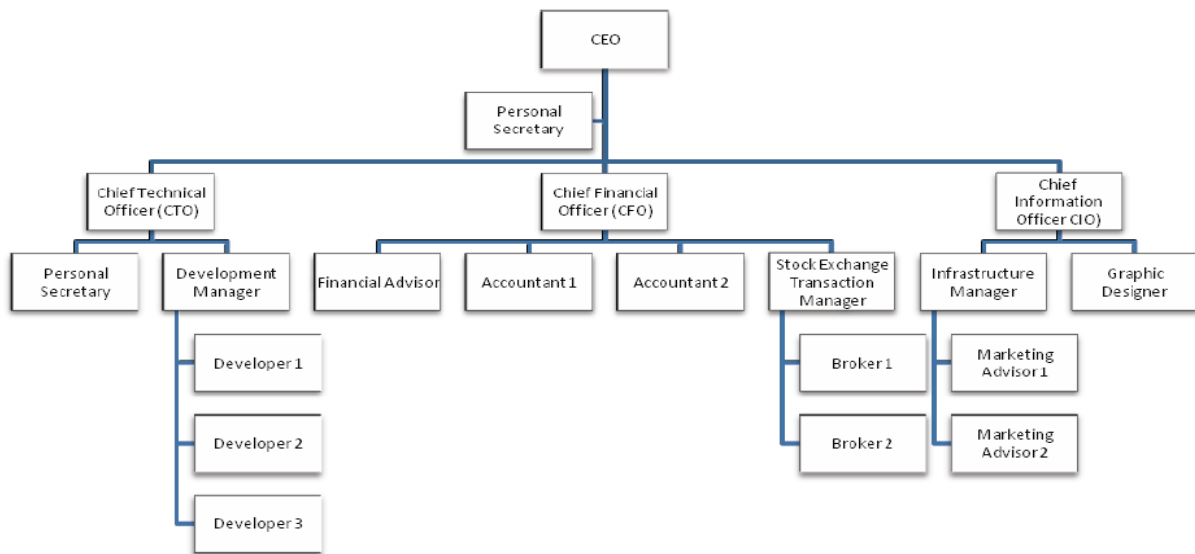 CEO
Personal
Secretary
Chief Technical
Officer (CTO)
Chief Financial
Officer (CFO)
Chief
Information
Officer CIO)
Personal
Secretary
Development
Manager
Financial Advisor
Accountant 1
Accountant 2
Stock Exchange
Transaction
Manager
Infrastructure
Manager
Graphic
Designer
Developer 1
Broker 1
Marketing
Advisor 1
Developer 2
Broker 2
Marketing
Advisor 2
Developer 3